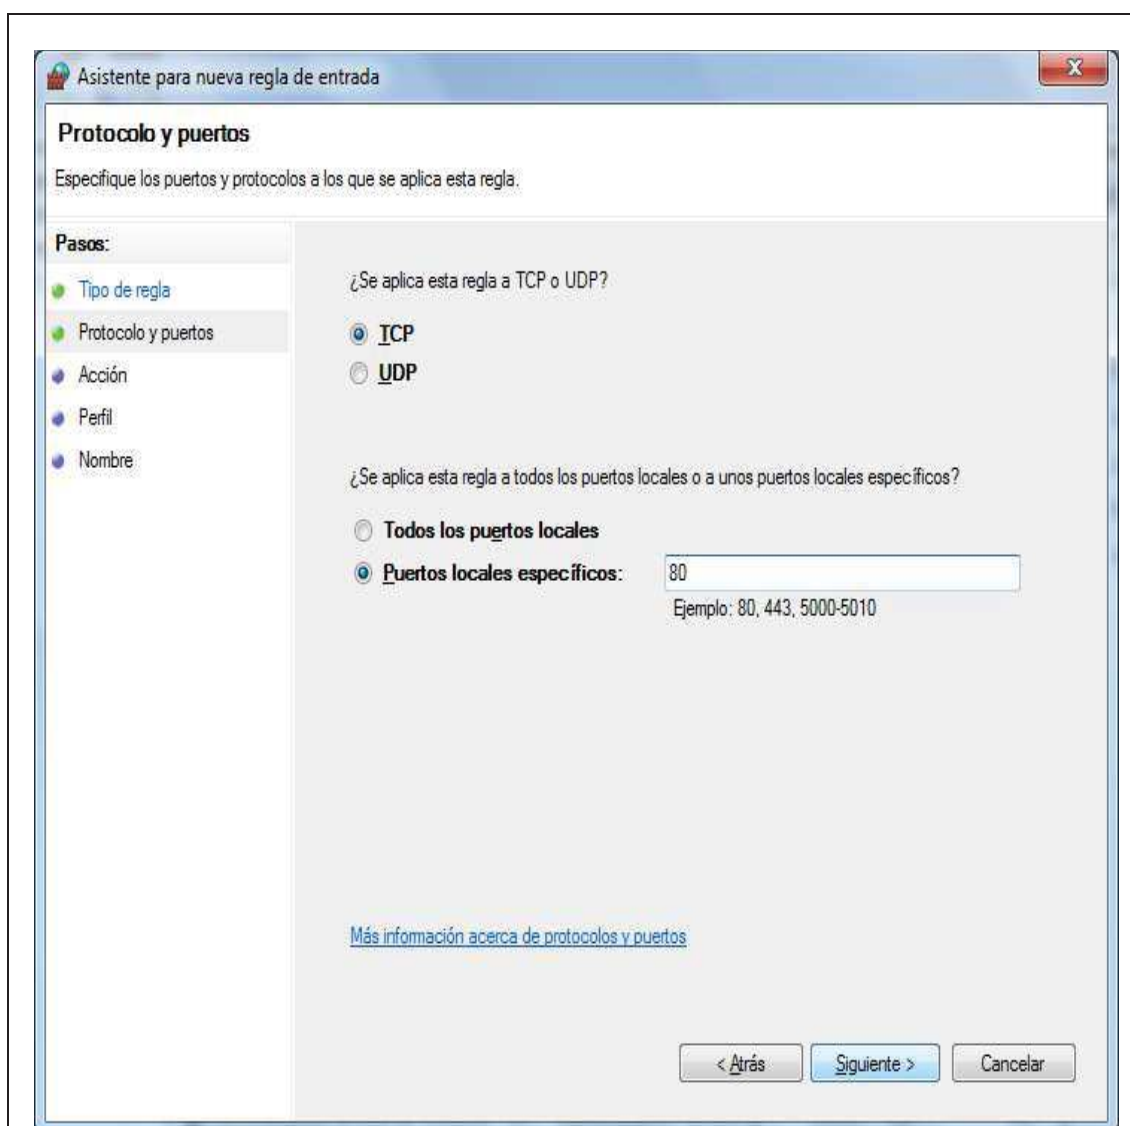 Asistente para nueva regla de entrada
Protocolo y puertos
Especifique los puertos y protocolos a los que se aplica esta regla.
Pasos:
Tipo de regla
Protocolo y puertos
Acción
Perfil
Nombre
¿Se aplica esta regla a TCP o UDP?
TCP
UDP
¿Se aplica esta regla a todos los puertos locales o a unos puertos locales específicos?
Todos los puertos locales
Puertos locales específicos: 80
Ejemplo: 80, 443, 5000-5010
Más información acerca de protocolos y puertos
< Atrás Siguiente > Cancelar